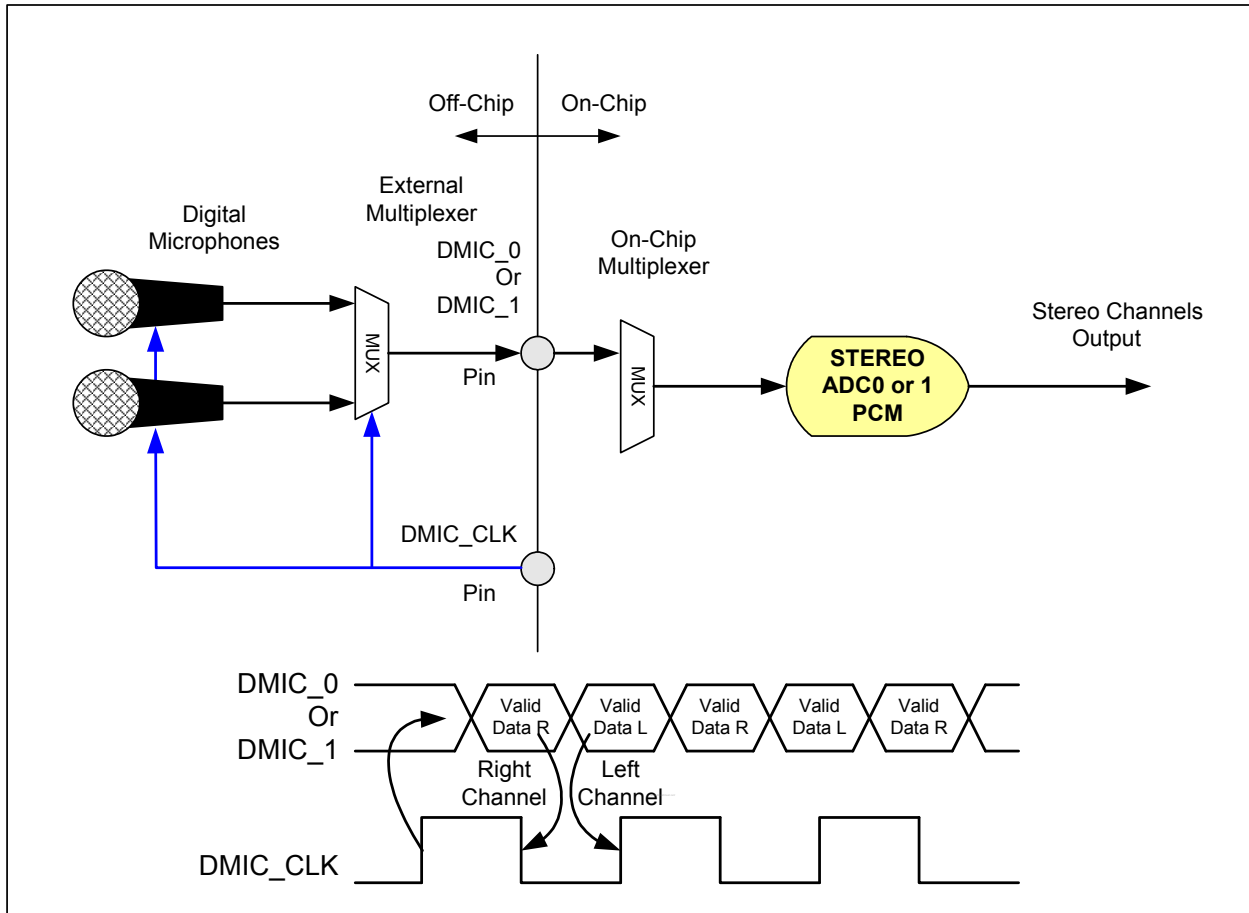 Off-Chip
On-Chip
External
Multiplexer
Digital
Microphones
DMIC_0
Or
DMIC_1
On-Chip
Multiplexer
Stereo Channels
Output
MUX
Pin
MUX
STEREO
ADC0 or 1
PCM
DMIC_CLK
Pin
DMIC_0
Or
DMIC_1
Valid
Data R
Valid
Data L
Valid
Data R
Valid
Data L
Valid
Data R
Right
Channel
Left
Channel
DMIC_CLK